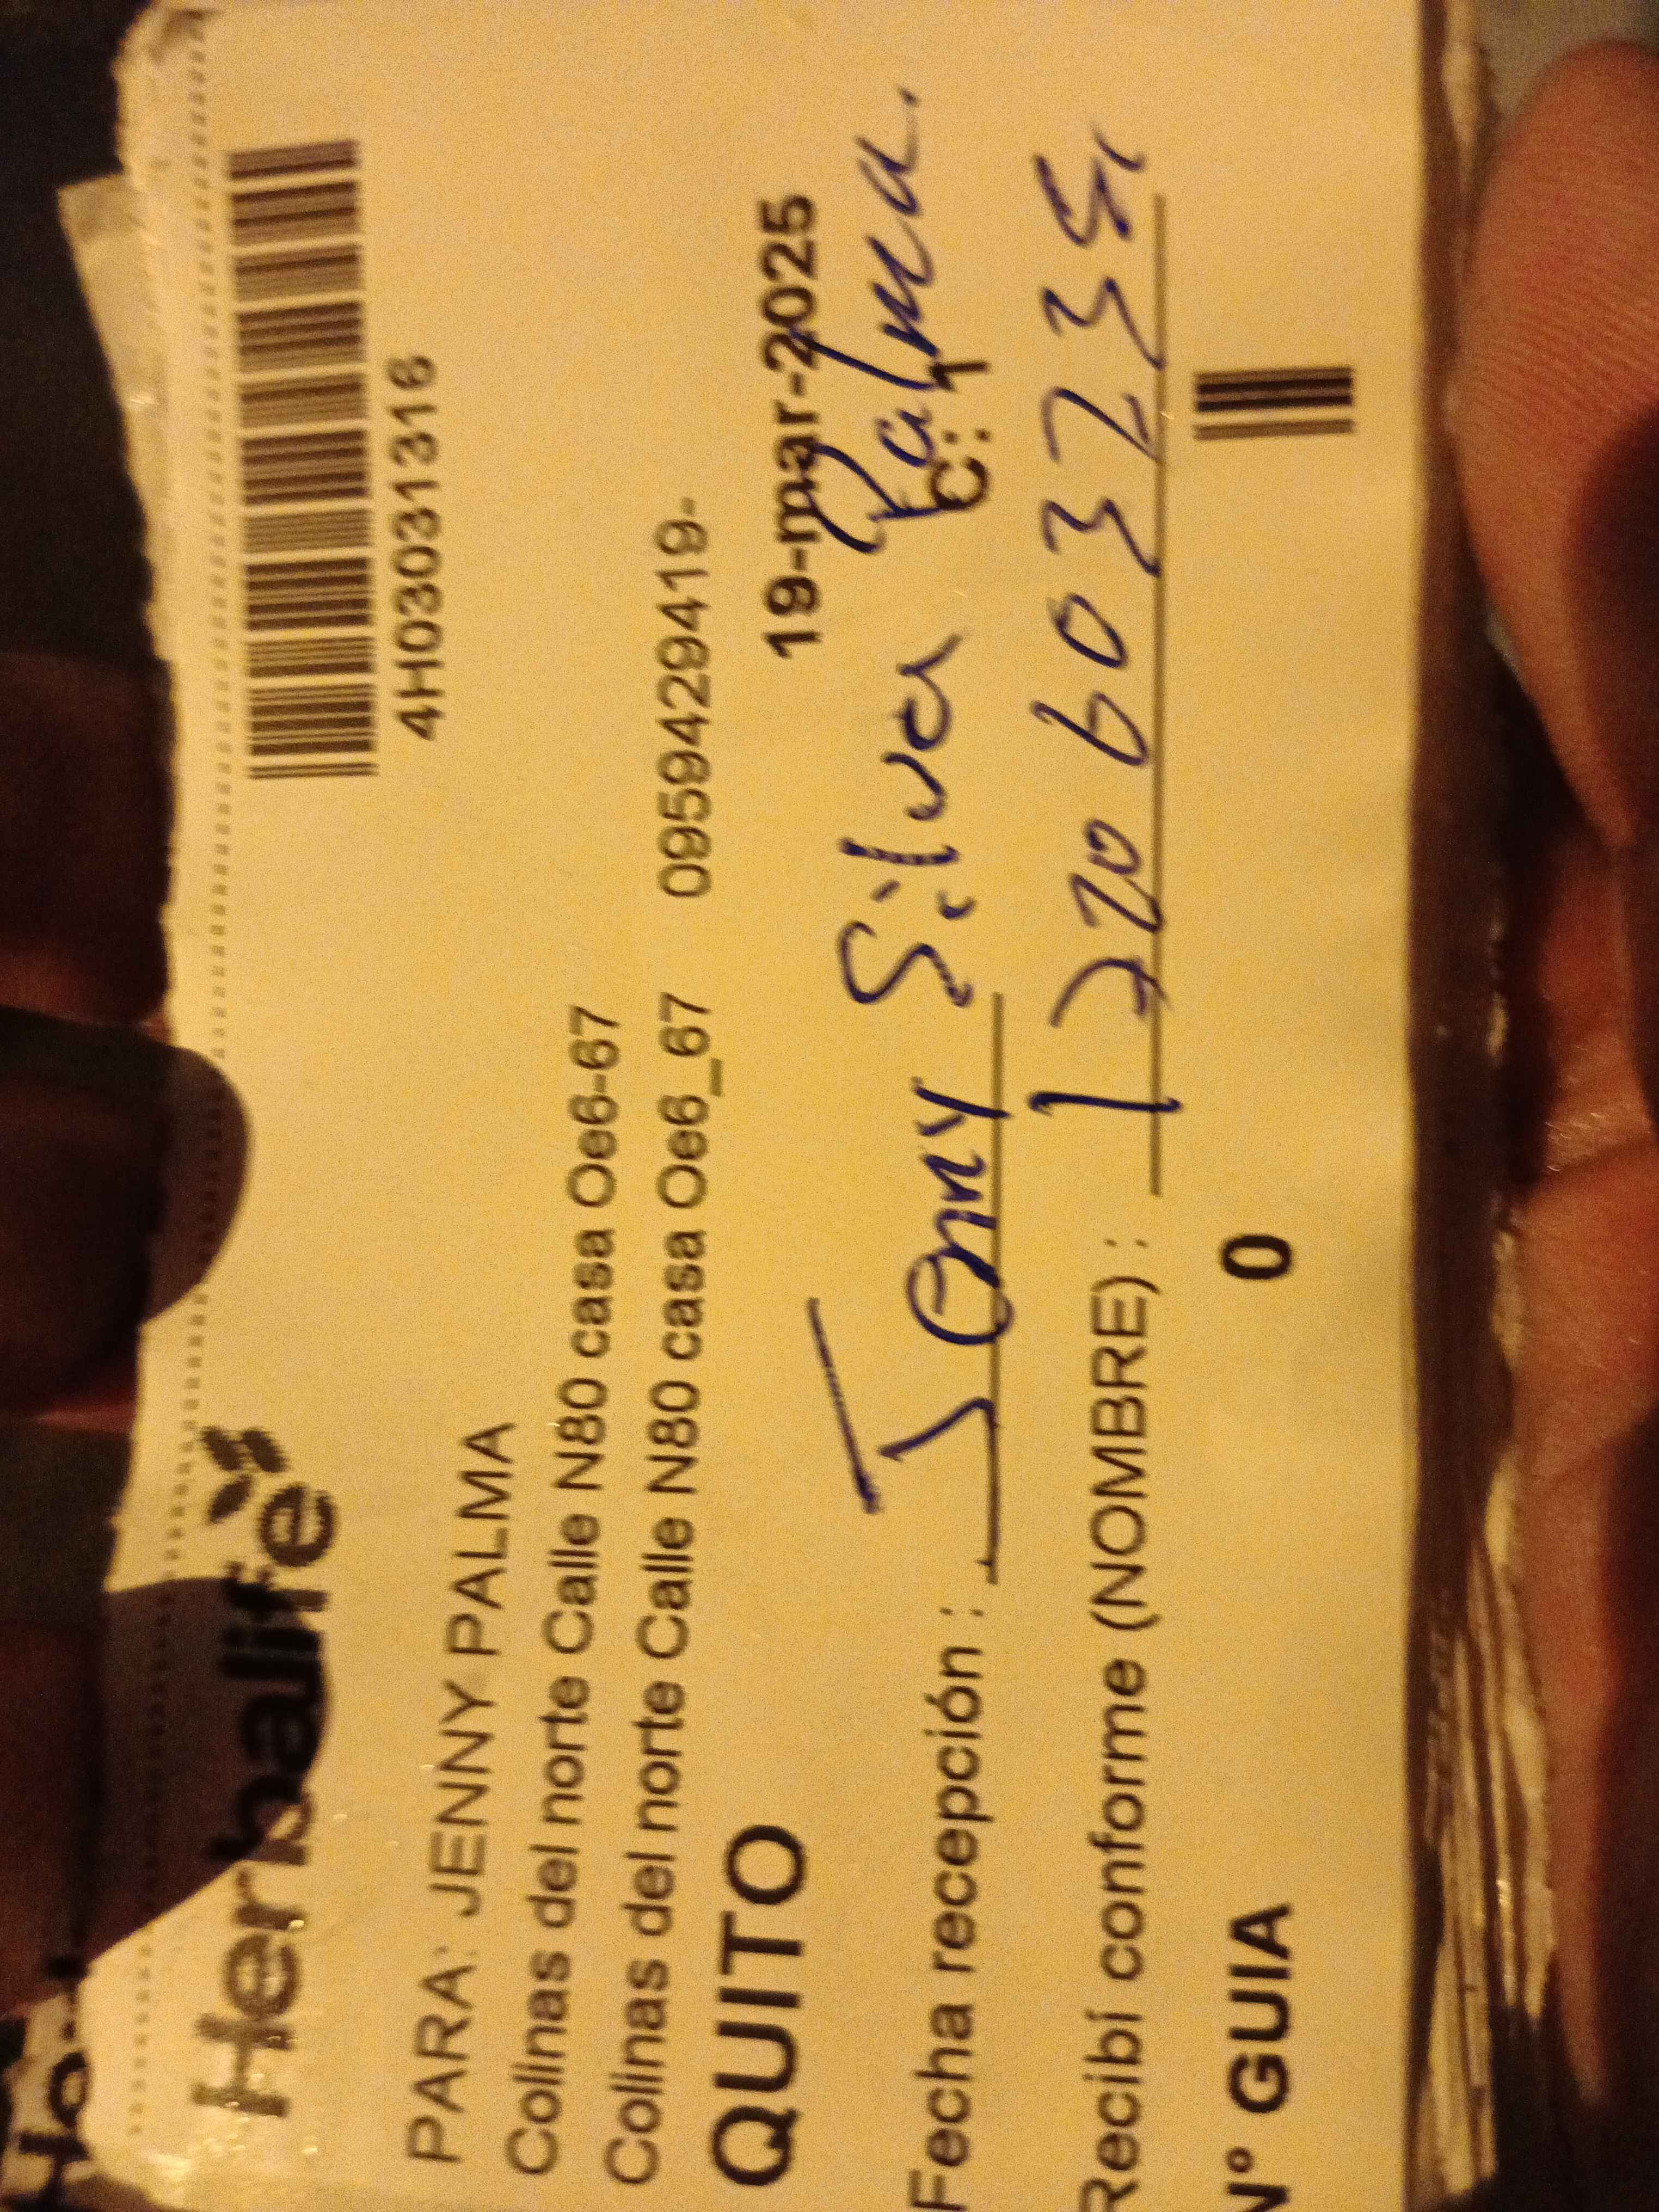 Herbalife
4H03031316
PARA: JENNY PALMA
Colinas del norte Calle N80 casa Oe6-67
Colinas del norte Calle N80 casa Oe6_67 0959429419-
QUITO 19-mar-2025
Jenny Silva Palma.
Fecha recepción : C: 1
Recibí conforme (NOMBRE) :
N° GUIA 0